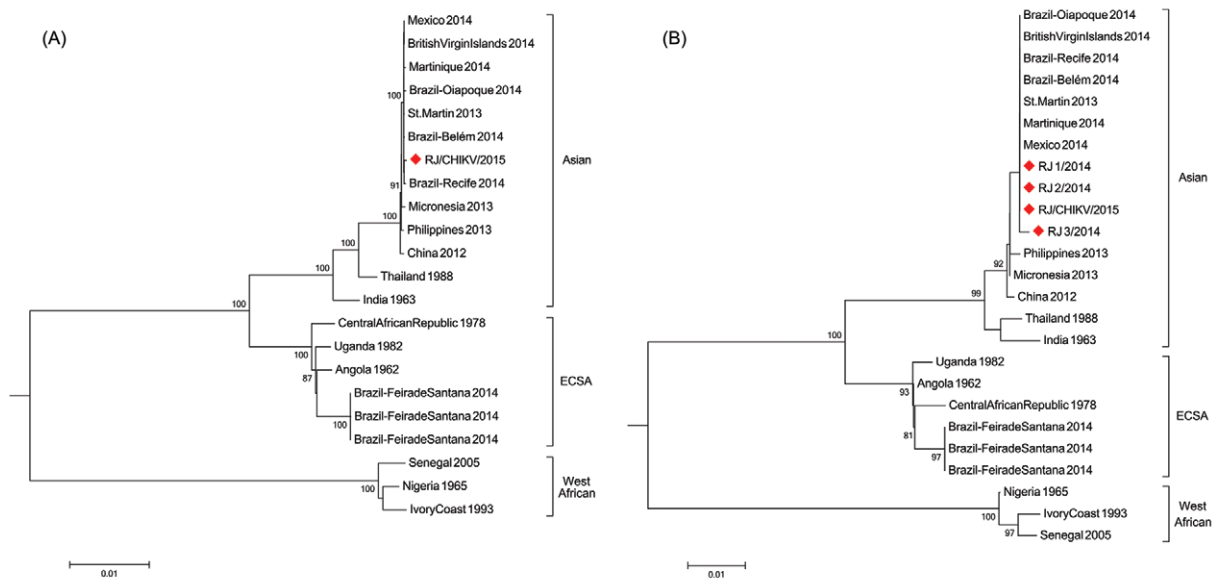 (A)
Mexico 2014
BritishVirginIslands 2014
Martinique 2014
Brazil-Oiapoque 2014
St.Martin 2013
Brazil-Belém 2014
RJ/CHIKV/2015
Brazil-Recife 2014
Micronesia 2013
Philippines 2013
China 2012
Thailand 1988
India 1963
CentralAfricanRepublic 1978
Uganda 1982
Angola 1962
Brazil-FeiradeSantana 2014
Brazil-FeiradeSantana 2014
Brazil-FeiradeSantana 2014
Senegal 2005
Nigeria 1965
IvoryCoast 1993
100
91
100
100
100
100
100
87
100
100
Asian
ECSA
West
African
0.01
(B)
Brazil-Oiapoque 2014
BritishVirginIslands 2014
Brazil-Recife 2014
Brazil-Belém 2014
St.Martin 2013
Martinique 2014
Mexico 2014
RJ 1/2014
RJ 2/2014
RJ/CHIKV/2015
RJ 3/2014
Philippines 2013
Micronesia 2013
China 2012
Thailand 1988
India 1963
Uganda 1982
Angola 1962
CentralAfricanRepublic 1978
Brazil-FeiradeSantana 2014
Brazil-FeiradeSantana 2014
Brazil-FeiradeSantana 2014
Nigeria 1965
IvoryCoast 1993
Senegal 2005
92
99
100
93
81
97
100
97
Asian
ECSA
West
African
0.01